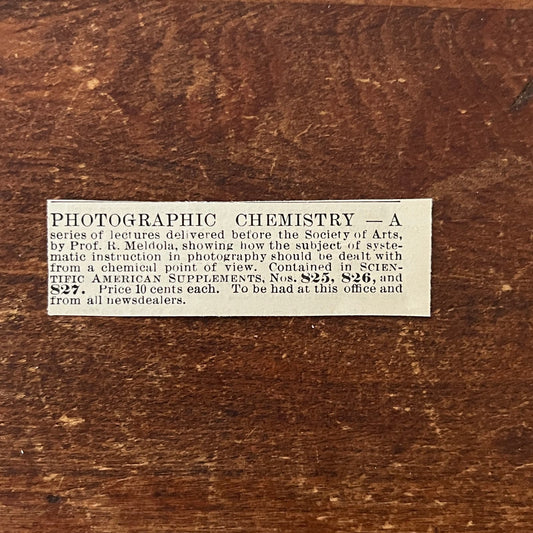 PHOTOGRAPHIC CHEMISTRY — A
series of lectures delivered before the Society of Arts,
by Prof. R. Meldola, showing how the subject of syste-
matic instruction in photography should be dealt with
from a chemical point of view. Contained in SCIEN-
TIFIC AMERICAN SUPPLEMENTS, Nos. 825, 826, and
827. Price 10 cents each. To be had at this office and
from all newsdealers.